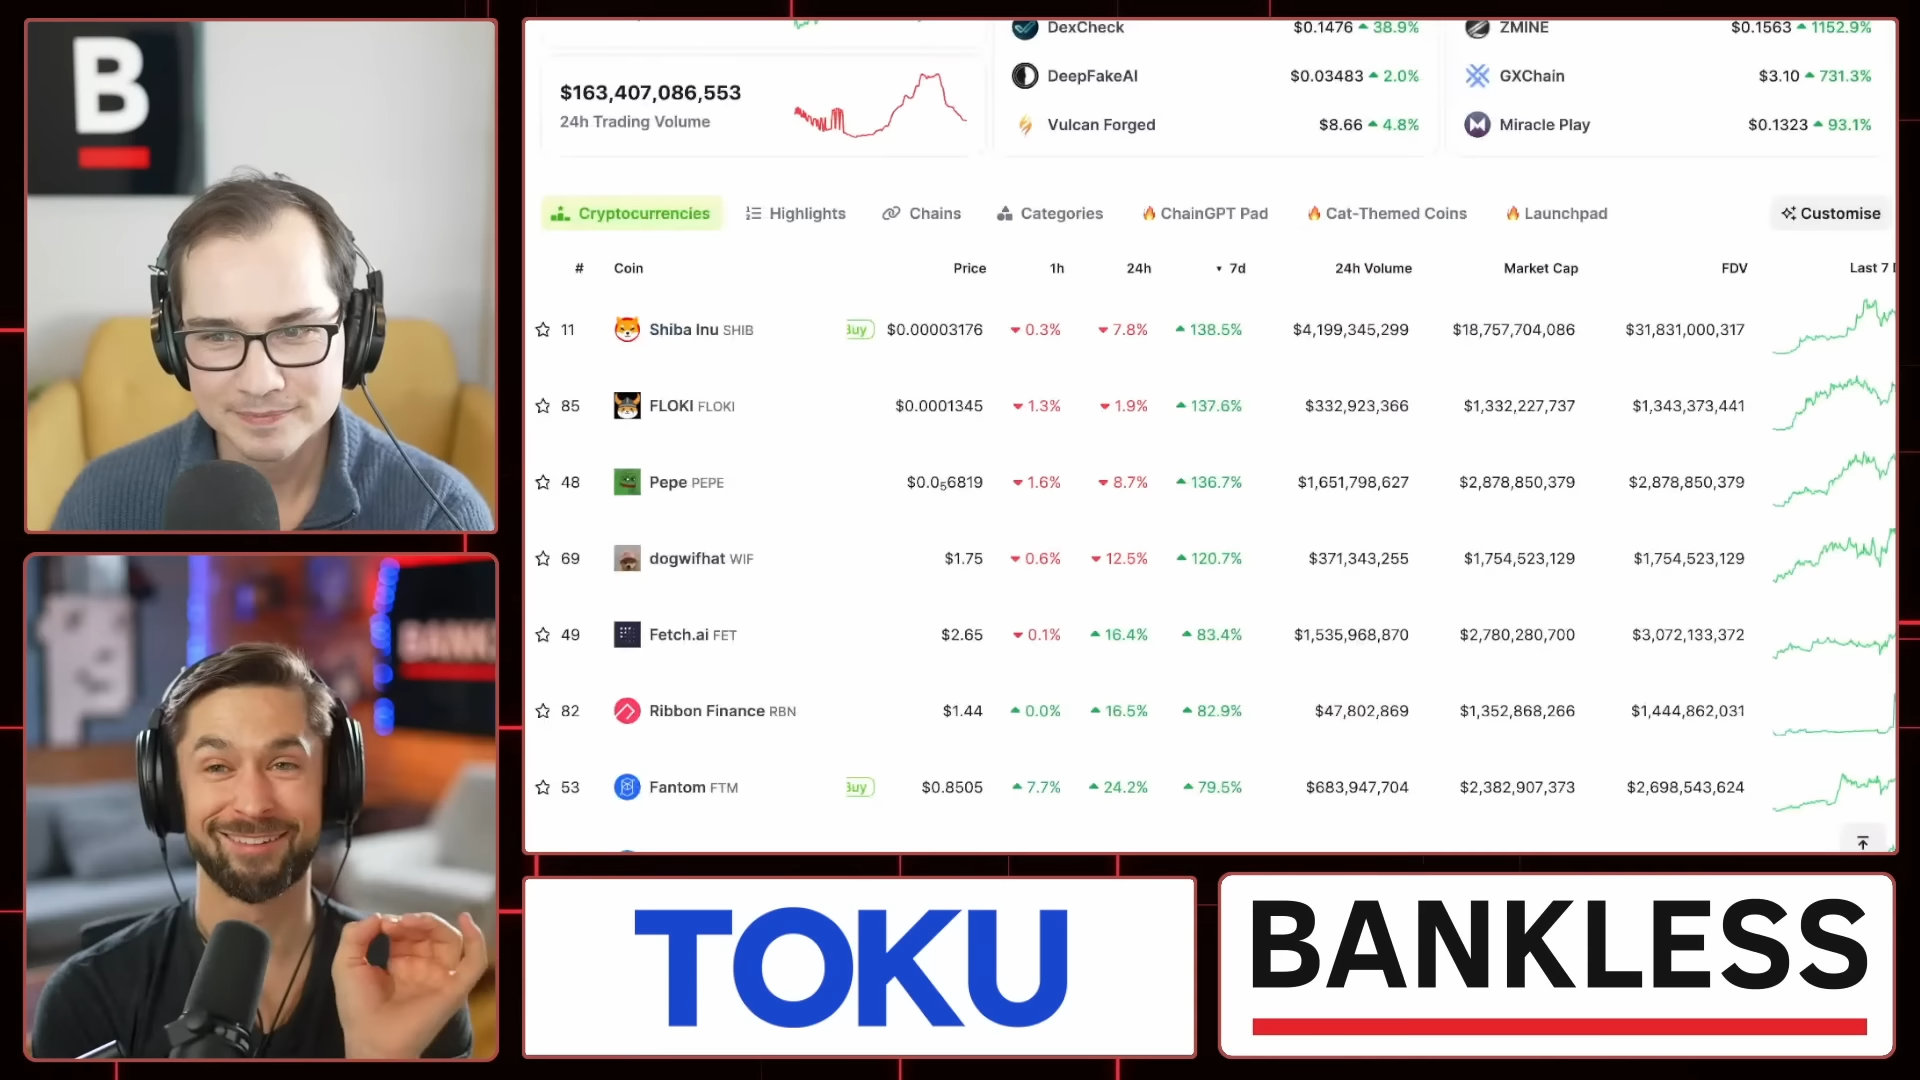 B
BANK
$163,407,086,553
24h Trading Volume
DexCheck $0.1476 38.9%
DeepFakeAI $0.03483 2.0%
Vulcan Forged $8.66 4.8%
ZMINE $0.1563 1152.9%
GXChain $3.10 731.3%
Miracle Play $0.1323 93.1%
Cryptocurrencies Highlights Chains Categories ChainGPT Pad Cat-Themed Coins Launchpad Customise
# Coin Price 1h 24h 7d 24h Volume Market Cap FDV Last 7
11 Shiba Inu SHIB Buy $0.00003176 0.3% 7.8% 138.5% $4,199,345,299 $18,757,704,086 $31,831,000,317
85 FLOKI FLOKI $0.0001345 1.3% 1.9% 137.6% $332,923,366 $1,332,227,737 $1,343,373,441
48 Pepe PEPE $0.0₅6819 1.6% 8.7% 136.7% $1,651,798,627 $2,878,850,379 $2,878,850,379
69 dogwifhat WIF $1.75 0.6% 12.5% 120.7% $371,343,255 $1,754,523,129 $1,754,523,129
49 Fetch.ai FET $2.65 0.1% 16.4% 83.4% $1,535,968,870 $2,780,280,700 $3,072,133,372
82 Ribbon Finance RBN $1.44 0.0% 16.5% 82.9% $47,802,869 $1,352,868,266 $1,444,862,031
53 Fantom FTM Buy $0.8505 7.7% 24.2% 79.5% $683,947,704 $2,382,907,373 $2,698,543,624
TOKU
BANKLESS